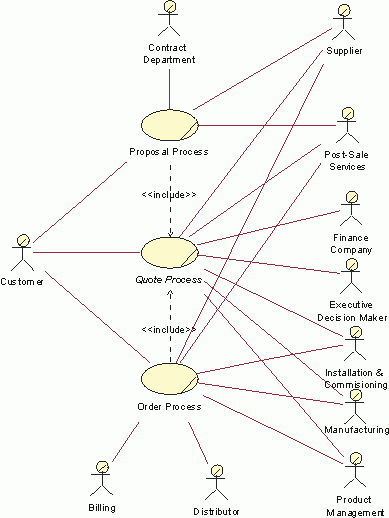 Contract
Department
Supplier
Proposal Process
Post-Sale
Services
<<include>>
Finance
Company
Customer
Quote Process
Executive
Decision Maker
<<include>>
Installation &
Commisioning
Order Process
Manufacturing
Billing
Distributor
Product
Management